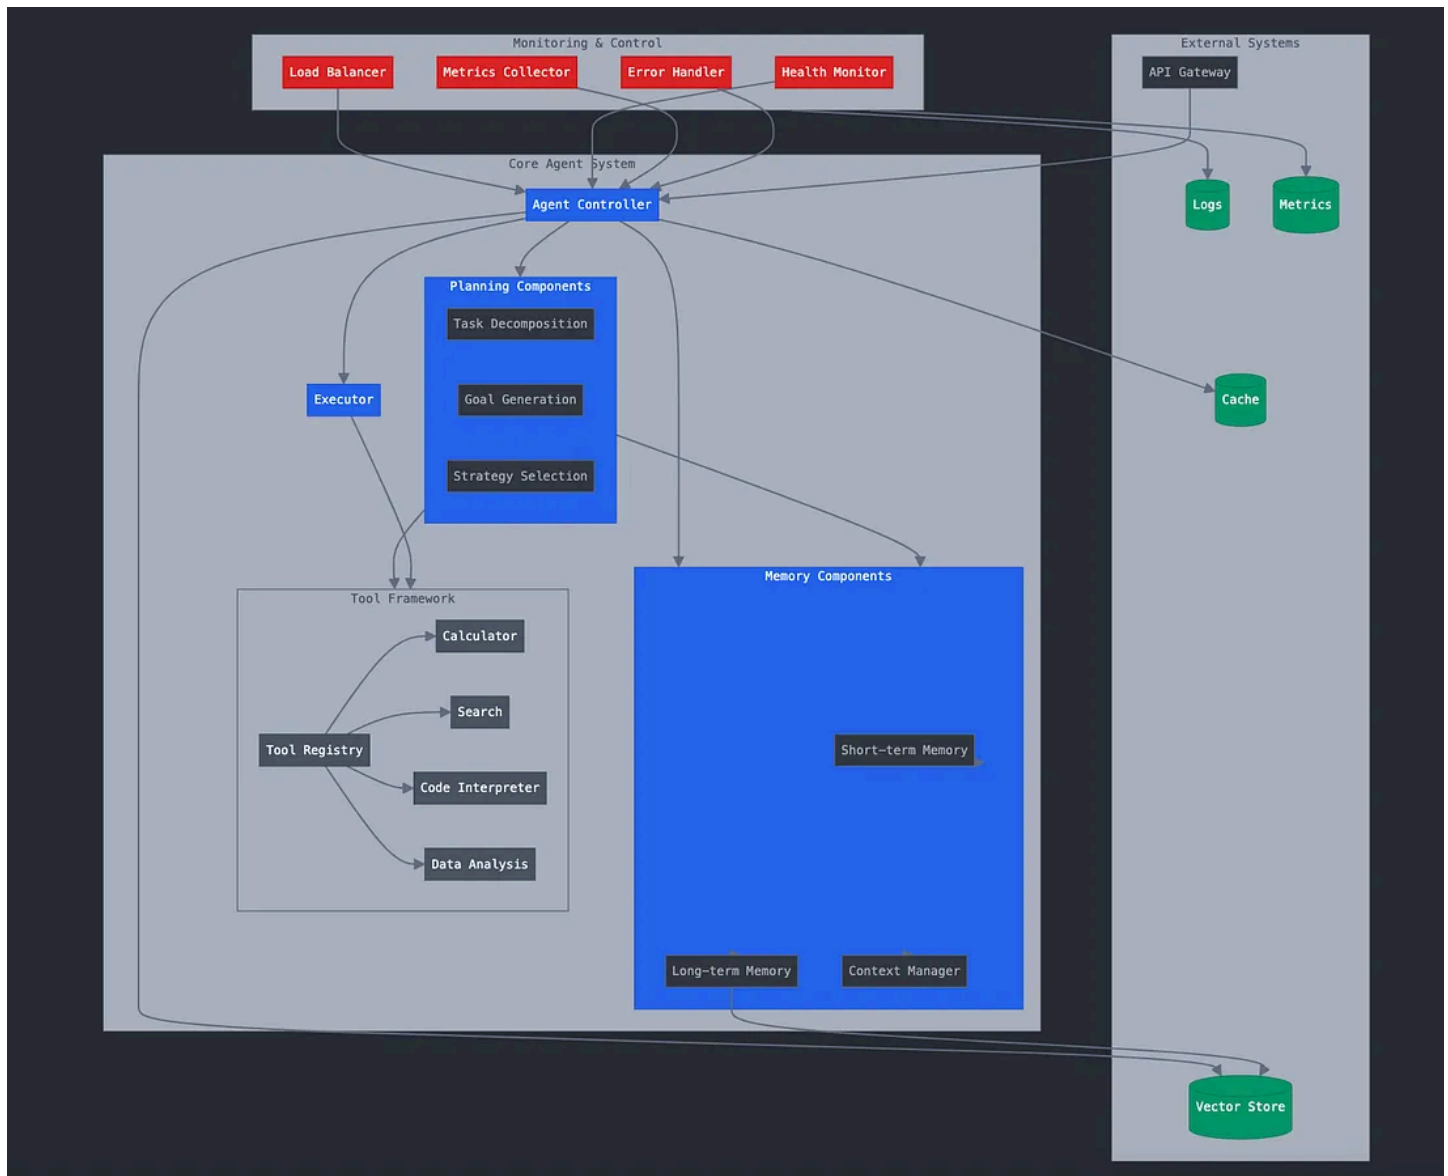 Monitoring & Control
Load Balancer
Metrics Collector
Error Handler
Health Monitor
External Systems
API Gateway
Core Agent System
Agent Controller
Logs
Metrics
Planning Components
Task Decomposition
Goal Generation
Strategy Selection
Executor
Cache
Tool Framework
Calculator
Search
Tool Registry
Code Interpreter
Data Analysis
Memory Components
Short-term Memory
Long-term Memory
Context Manager
Vector Store